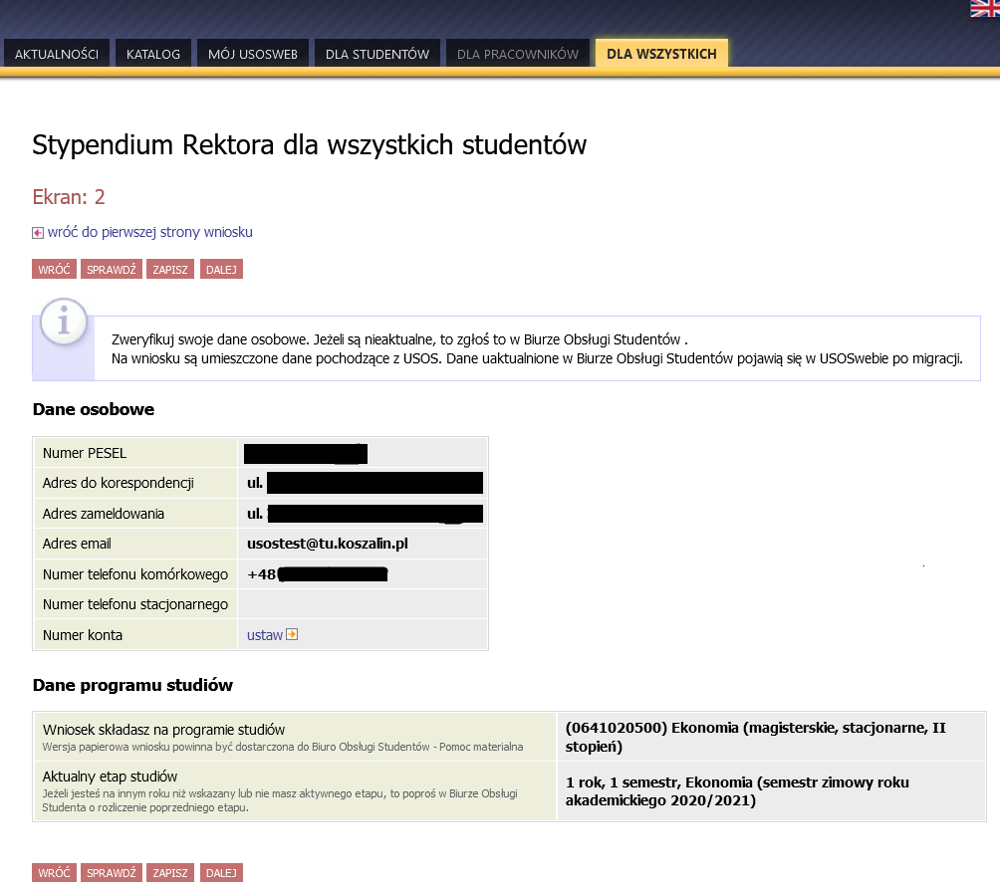 AKTUALNOŚCI KATALOG MÓJ USOSWEB DLA STUDENTÓW DLA PRACOWNIKÓW DLA WSZYSTKICH
Stypendium Rektora dla wszystkich studentów
Ekran: 2
wróć do pierwszej strony wniosku
WRÓĆ SPRAWDŹ ZAPISZ DALEJ
Zweryfikuj swoje dane osobowe. Jeżeli są nieaktualne, to zgłoś to w Biurze Obsługi Studentów .
Na wniosku są umieszczone dane pochodzące z USOS. Dane uaktualnione w Biurze Obsługi Studentów pojawią się w USOSwebie po migracji.
Dane osobowe
Numer PESEL
Adres do korespondencji ul.
Adres zameldowania ul.
Adres email usostest@tu.koszalin.pl
Numer telefonu komórkowego +48
Numer telefonu stacjonarnego
Numer konta ustaw
Dane programu studiów
Wniosek składasz na programie studiów
Wersja papierowa wniosku powinna być dostarczona do Biuro Obsługi Studentów - Pomoc materialna
(0641020500) Ekonomia (magisterskie, stacjonarne, II
stopień)
Aktualny etap studiów
Jeżeli jesteś na innym roku niż wskazany lub nie masz aktywnego etapu, to poproś w Biurze Obsługi
Studenta o rozliczenie poprzedniego etapu.
1 rok, 1 semestr, Ekonomia (semestr zimowy roku
akademickiego 2020/2021)
WRÓĆ SPRAWDŹ ZAPISZ DALEJ